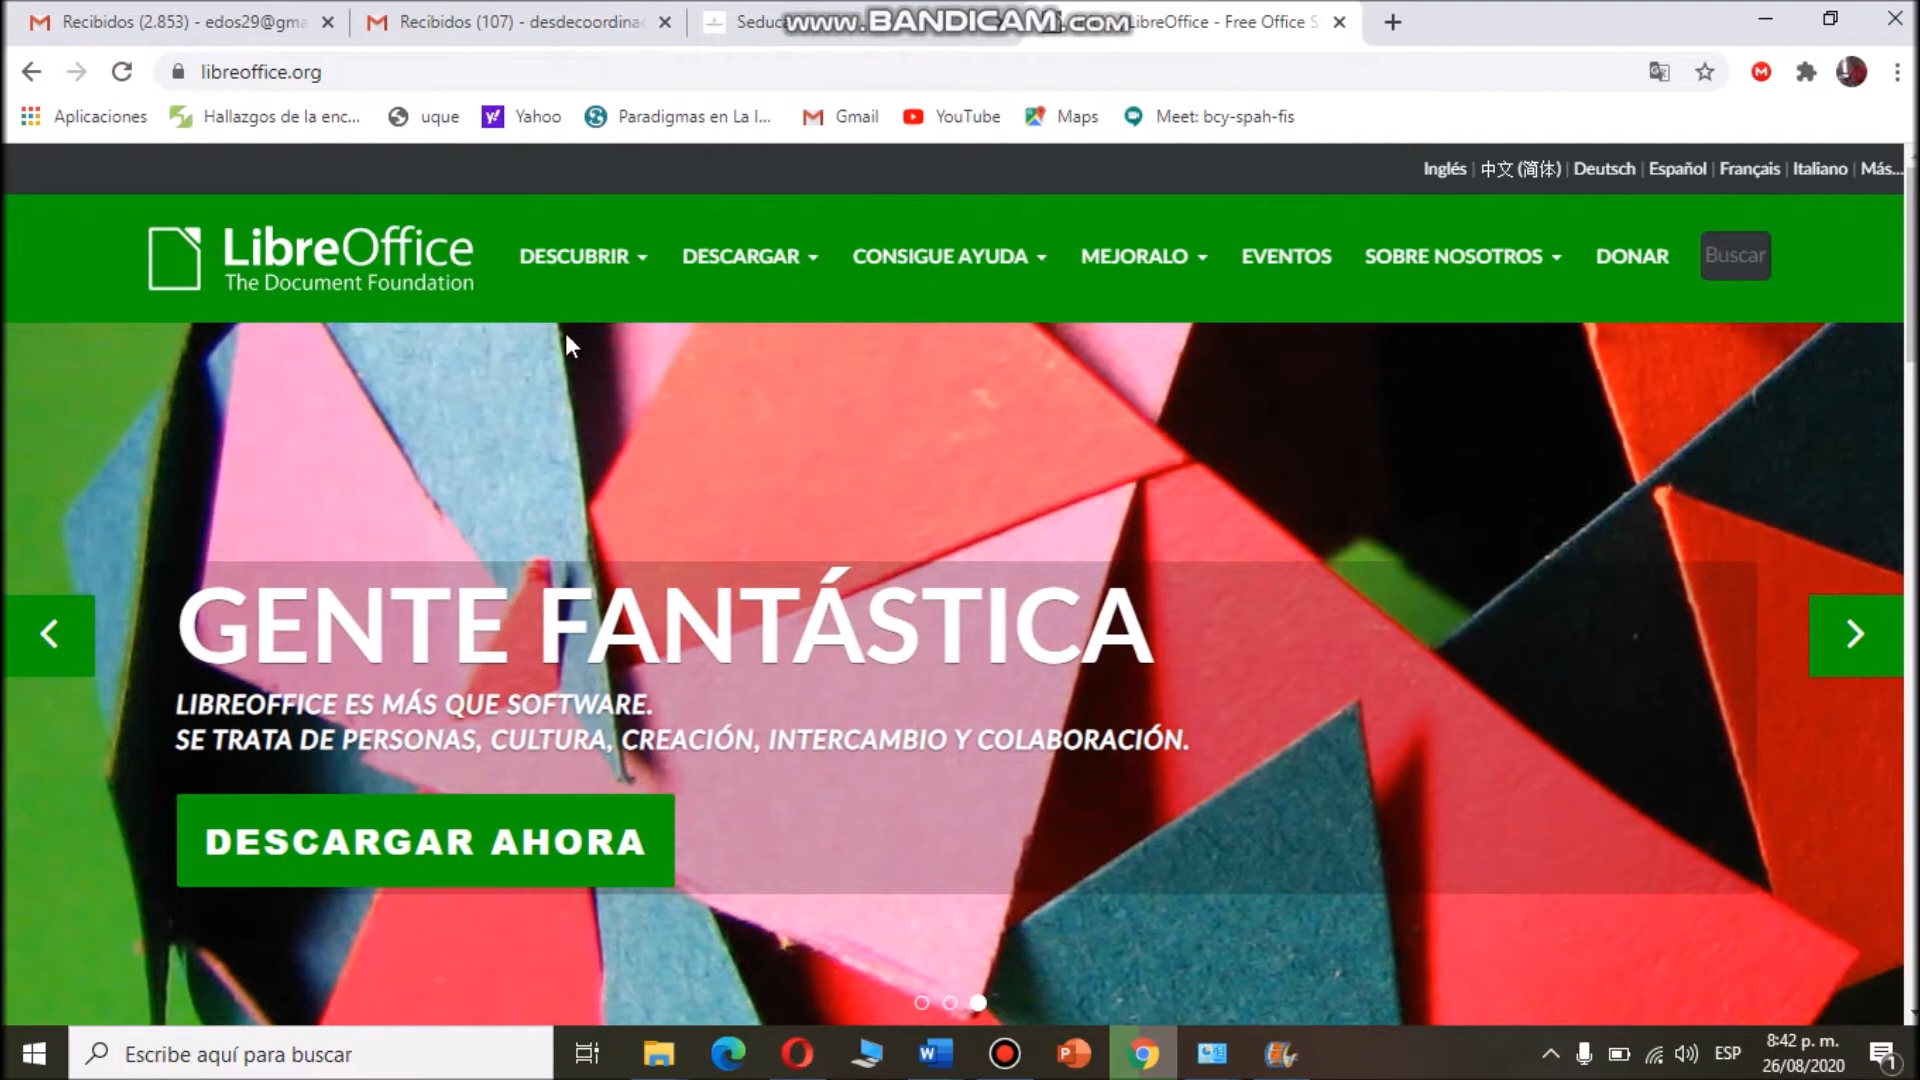 Recibidos (2.853) - edos29@gma
Recibidos (107) - desdecoordina
Seduca
www.BANDICAM.com
LibreOffice - Free Office S
libreoffice.org
Aplicaciones
Hallazgos de la enc...
uque
Yahoo
Paradigmas en La I...
Gmail
YouTube
Maps
Meet: bcy-spah-fis
Inglés | 中文 (简体) | Deutsch | Español | Français | Italiano | Más...
LibreOffice
The Document Foundation
DESCUBRIR
DESCARGAR
CONSIGUE AYUDA
MEJORALO
EVENTOS
SOBRE NOSOTROS
DONAR
Buscar
GENTE FANTÁSTICA
LIBREOFFICE ES MÁS QUE SOFTWARE.
SE TRATA DE PERSONAS, CULTURA, CREACIÓN, INTERCAMBIO Y COLABORACIÓN.
DESCARGAR AHORA
Escribe aquí para buscar
ESP
8:42 p. m.
26/08/2020
1